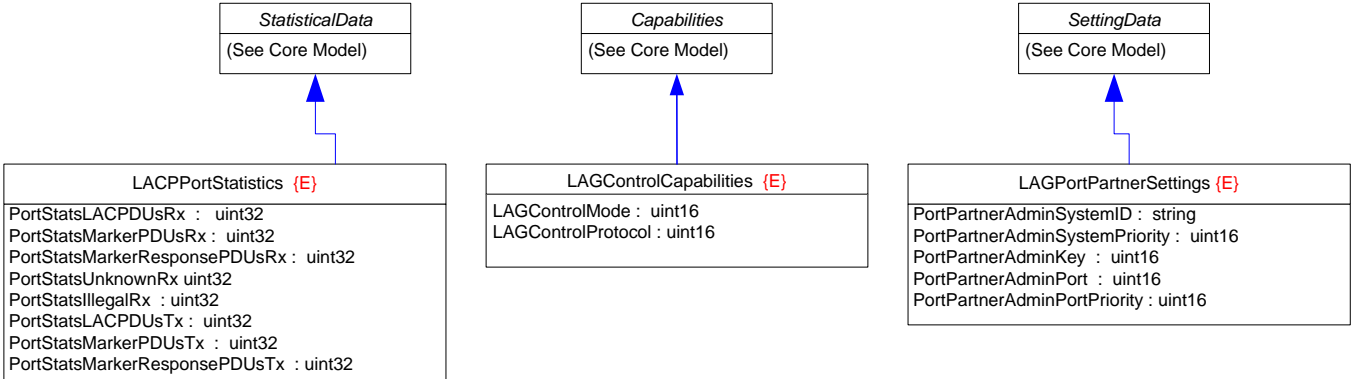 StatisticalData
(See Core Model)
Capabilities
(See Core Model)
SettingData
(See Core Model)
LACPPortStatistics {E}
PortStatsLACPDUsRx : uint32
PortStatsMarkerPDUsRx : uint32
PortStatsMarkerResponsePDUsRx : uint32
PortStatsUnknownRx uint32
PortStatsIllegalRx : uint32
PortStatsLACPDUsTx : uint32
PortStatsMarkerPDUsTx : uint32
PortStatsMarkerResponsePDUsTx : uint32
LAGControlCapabilities {E}
LAGControlMode : uint16
LAGControlProtocol : uint16
LAGPortPartnerSettings {E}
PortPartnerAdminSystemID : string
PortPartnerAdminSystemPriority : uint16
PortPartnerAdminKey : uint16
PortPartnerAdminPort : uint16
PortPartnerAdminPortPriority : uint16